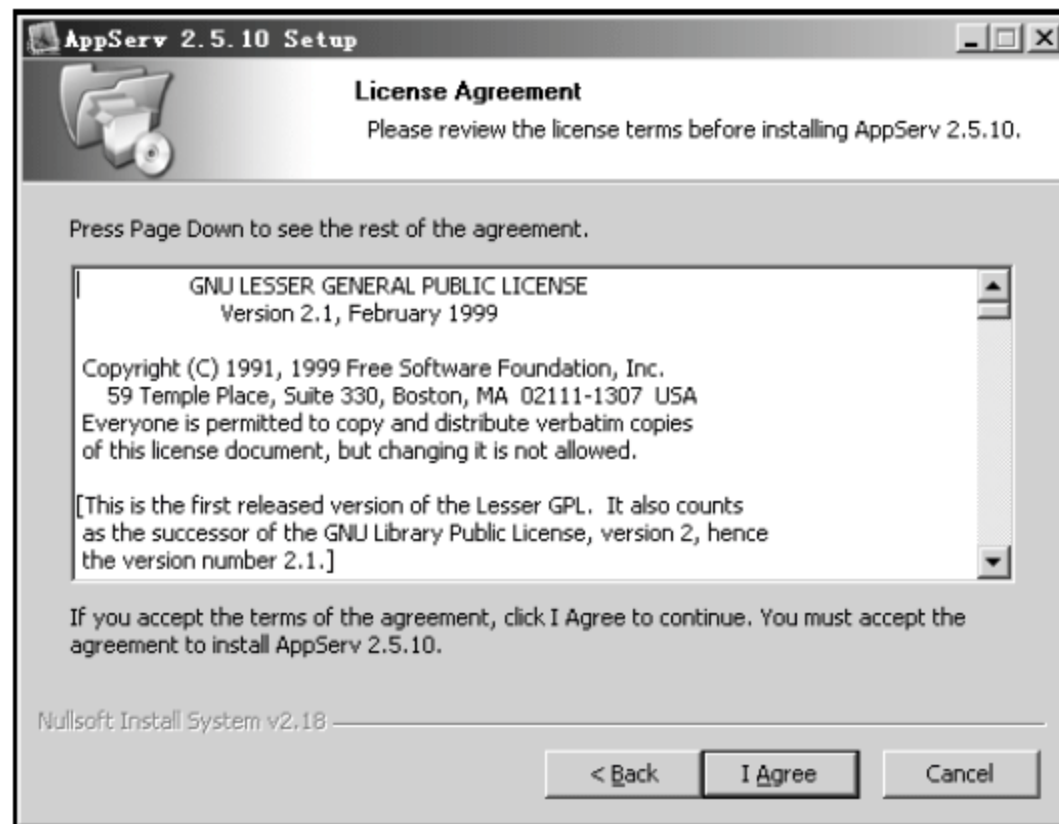 AppServ 2.5.10 Setup
License Agreement
Please review the license terms before installing AppServ 2.5.10.
Press Page Down to see the rest of the agreement.
GNU LESSER GENERAL PUBLIC LICENSE
Version 2.1, February 1999
Copyright (C) 1991, 1999 Free Software Foundation, Inc.
59 Temple Place, Suite 330, Boston, MA  02111-1307  USA
Everyone is permitted to copy and distribute verbatim copies
of this license document, but changing it is not allowed.
[This is the first released version of the Lesser GPL.  It also counts
as the successor of the GNU Library Public License, version 2, hence
the version number 2.1.]
If you accept the terms of the agreement, click I Agree to continue. You must accept the
agreement to install AppServ 2.5.10.
Nullsoft Install System v2.18
< Back
I Agree
Cancel